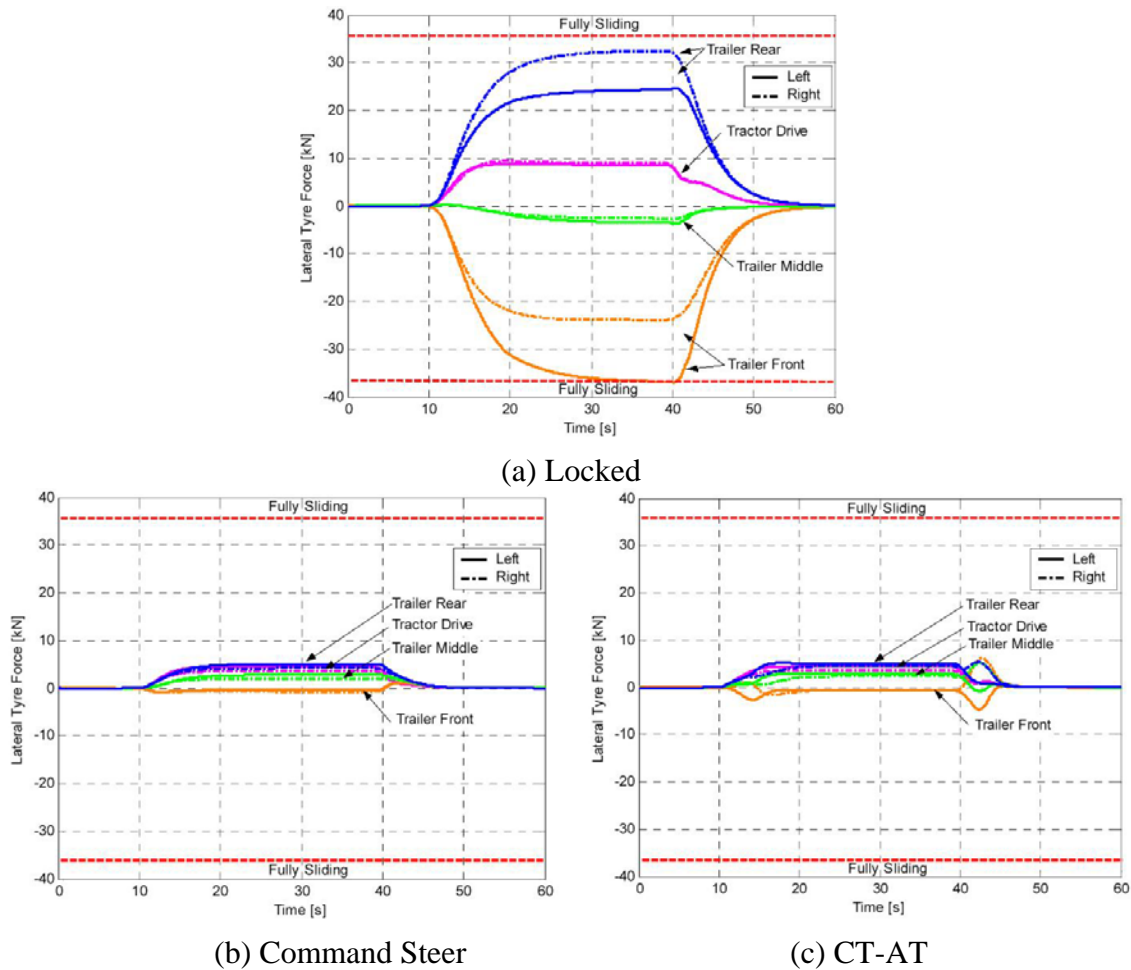 Fully Sliding
40
30
20
10
0
-10
-20
-30
-40
Lateral Tyre Force [kN]
Trailer Rear
Left
Right
Tractor Drive
Trailer Middle
Trailer Front
Fully Sliding
0 10 20 30 40 50 60
Time [s]
(a) Locked
Fully Sliding
40
30
20
10
0
-10
-20
-30
-40
Lateral Tyre Force [kN]
Left
Right
Trailer Rear
Tractor Drive
Trailer Middle
Trailer Front
Fully Sliding
0 10 20 30 40 50 60
Time [s]
(b) Command Steer
Fully Sliding
40
30
20
10
0
-10
-20
-30
-40
Lateral Tyre Force [kN]
Left
Right
Trailer Rear
Tractor Drive
Trailer Middle
Trailer Front
Fully Sliding
0 10 20 30 40 50 60
Time [s]
(c) CT-AT